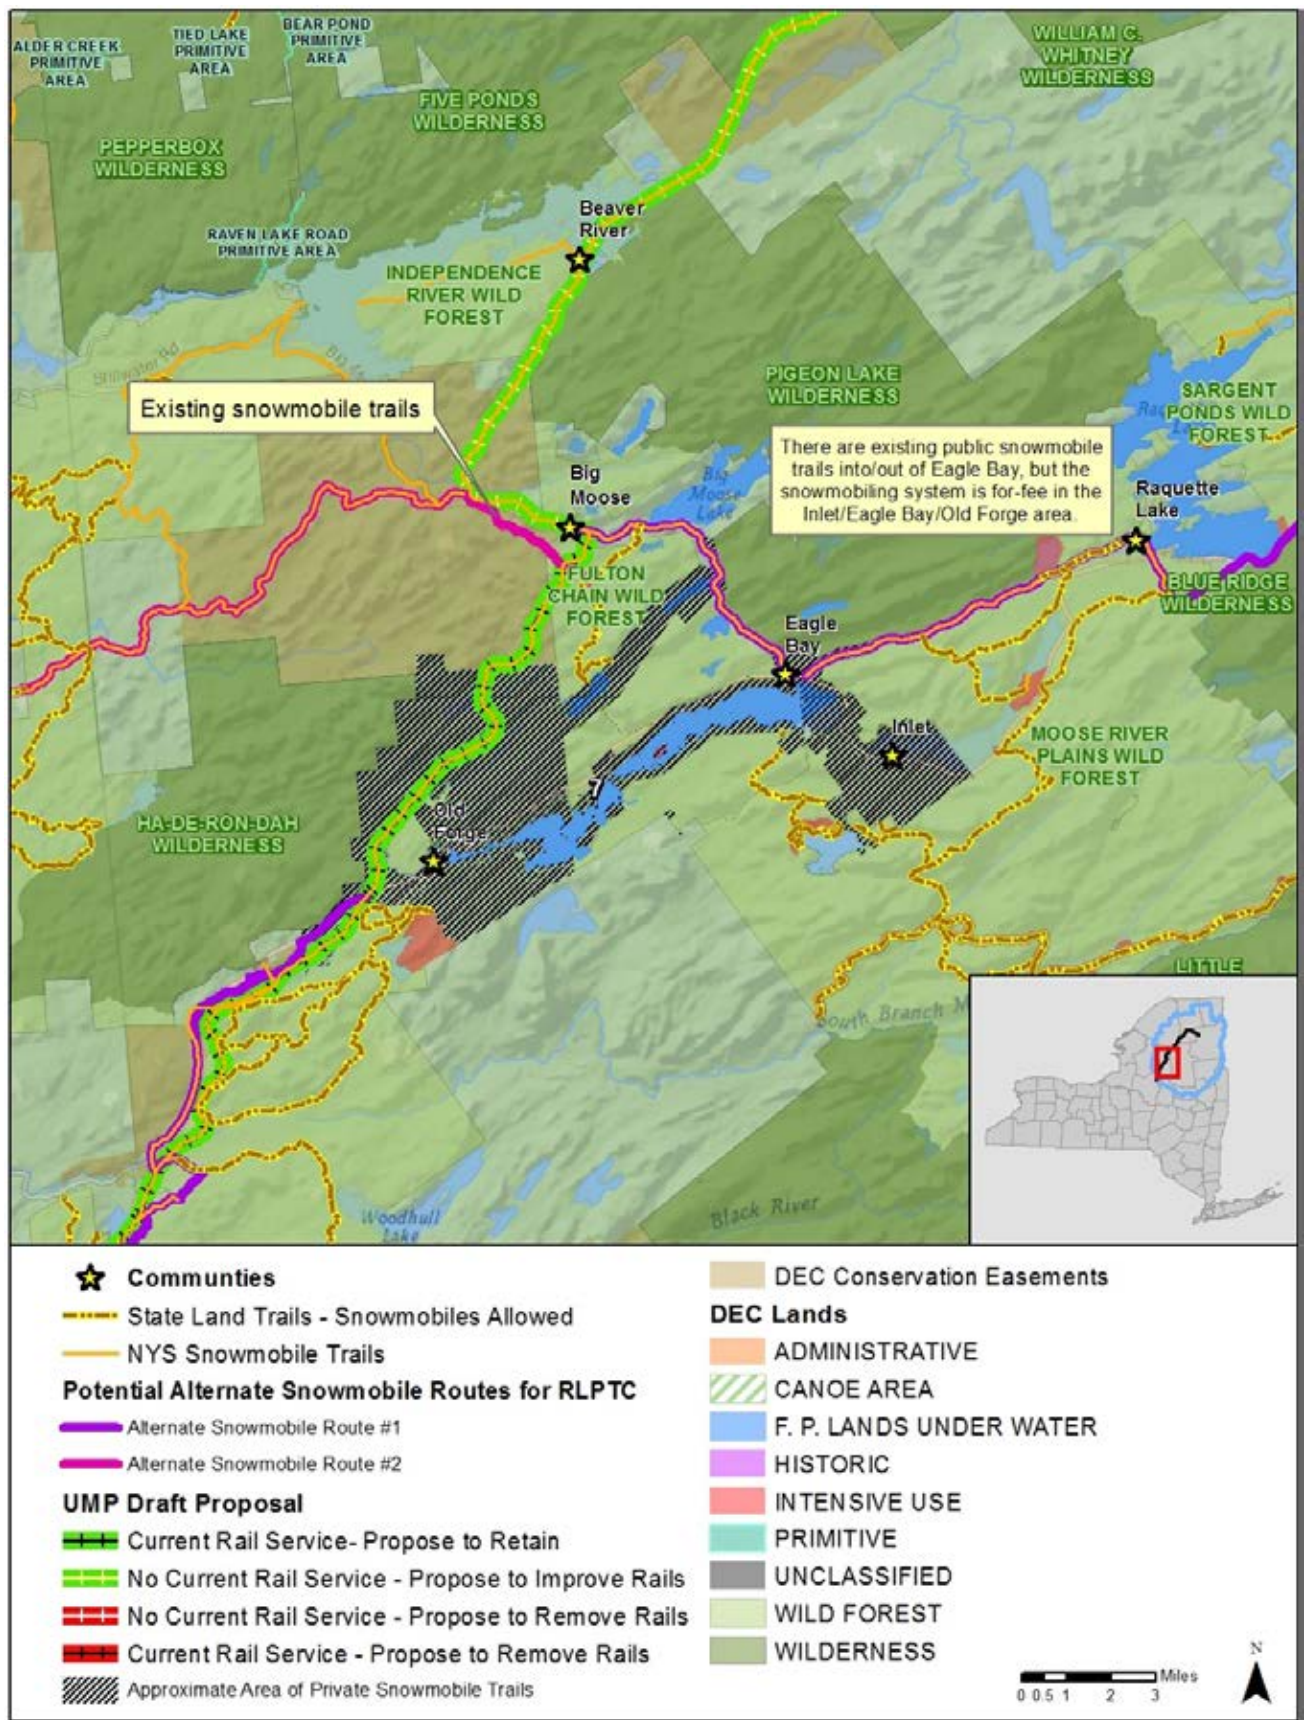 ALDER CREEK
PRIMITIVE
AREA
TIED LAKE
PRIMITIVE
AREA
BEAR POND
PRIMITIVE
AREA
WILLIAM C.
WHITNEY
WILDERNESS
FIVE PONDS
WILDERNESS
PEPPERBOX
WILDERNESS
Beaver
River
RAVEN LAKE ROAD
PRIMITIVE AREA
INDEPENDENCE
RIVER WILD
FOREST
Stillwater Rd
Existing snowmobile trails
PIGEON LAKE
WILDERNESS
SARGENT
PONDS WILD
FOREST
There are existing public snowmobile
trails into/out of Eagle Bay, but the
snowmobiling system is for-fee in the
Inlet/Eagle Bay/Old Forge area.
Big
Moose
Big
Moose
Lake
Raquette
Lake
FULTON
CHAIN WILD
FOREST
BLUE RIDGE
WILDERNESS
Eagle
Bay
Inlet
MOOSE RIVER
PLAINS WILD
FOREST
7
Old
Forge
HA-DE-RON-DAH
WILDERNESS
LITTLE
South Branch M
Black River
Woodhull
Lake
Communties
State Land Trails - Snowmobiles Allowed
NYS Snowmobile Trails
Potential Alternate Snowmobile Routes for RLPTC
Alternate Snowmobile Route #1
Alternate Snowmobile Route #2
UMP Draft Proposal
Current Rail Service- Propose to Retain
No Current Rail Service - Propose to Improve Rails
No Current Rail Service - Propose to Remove Rails
Current Rail Service - Propose to Remove Rails
Approximate Area of Private Snowmobile Trails
DEC Conservation Easements
DEC Lands
ADMINISTRATIVE
CANOE AREA
F. P. LANDS UNDER WATER
HISTORIC
INTENSIVE USE
PRIMITIVE
UNCLASSIFIED
WILD FOREST
WILDERNESS
N
Miles
0 0.5 1 2 3